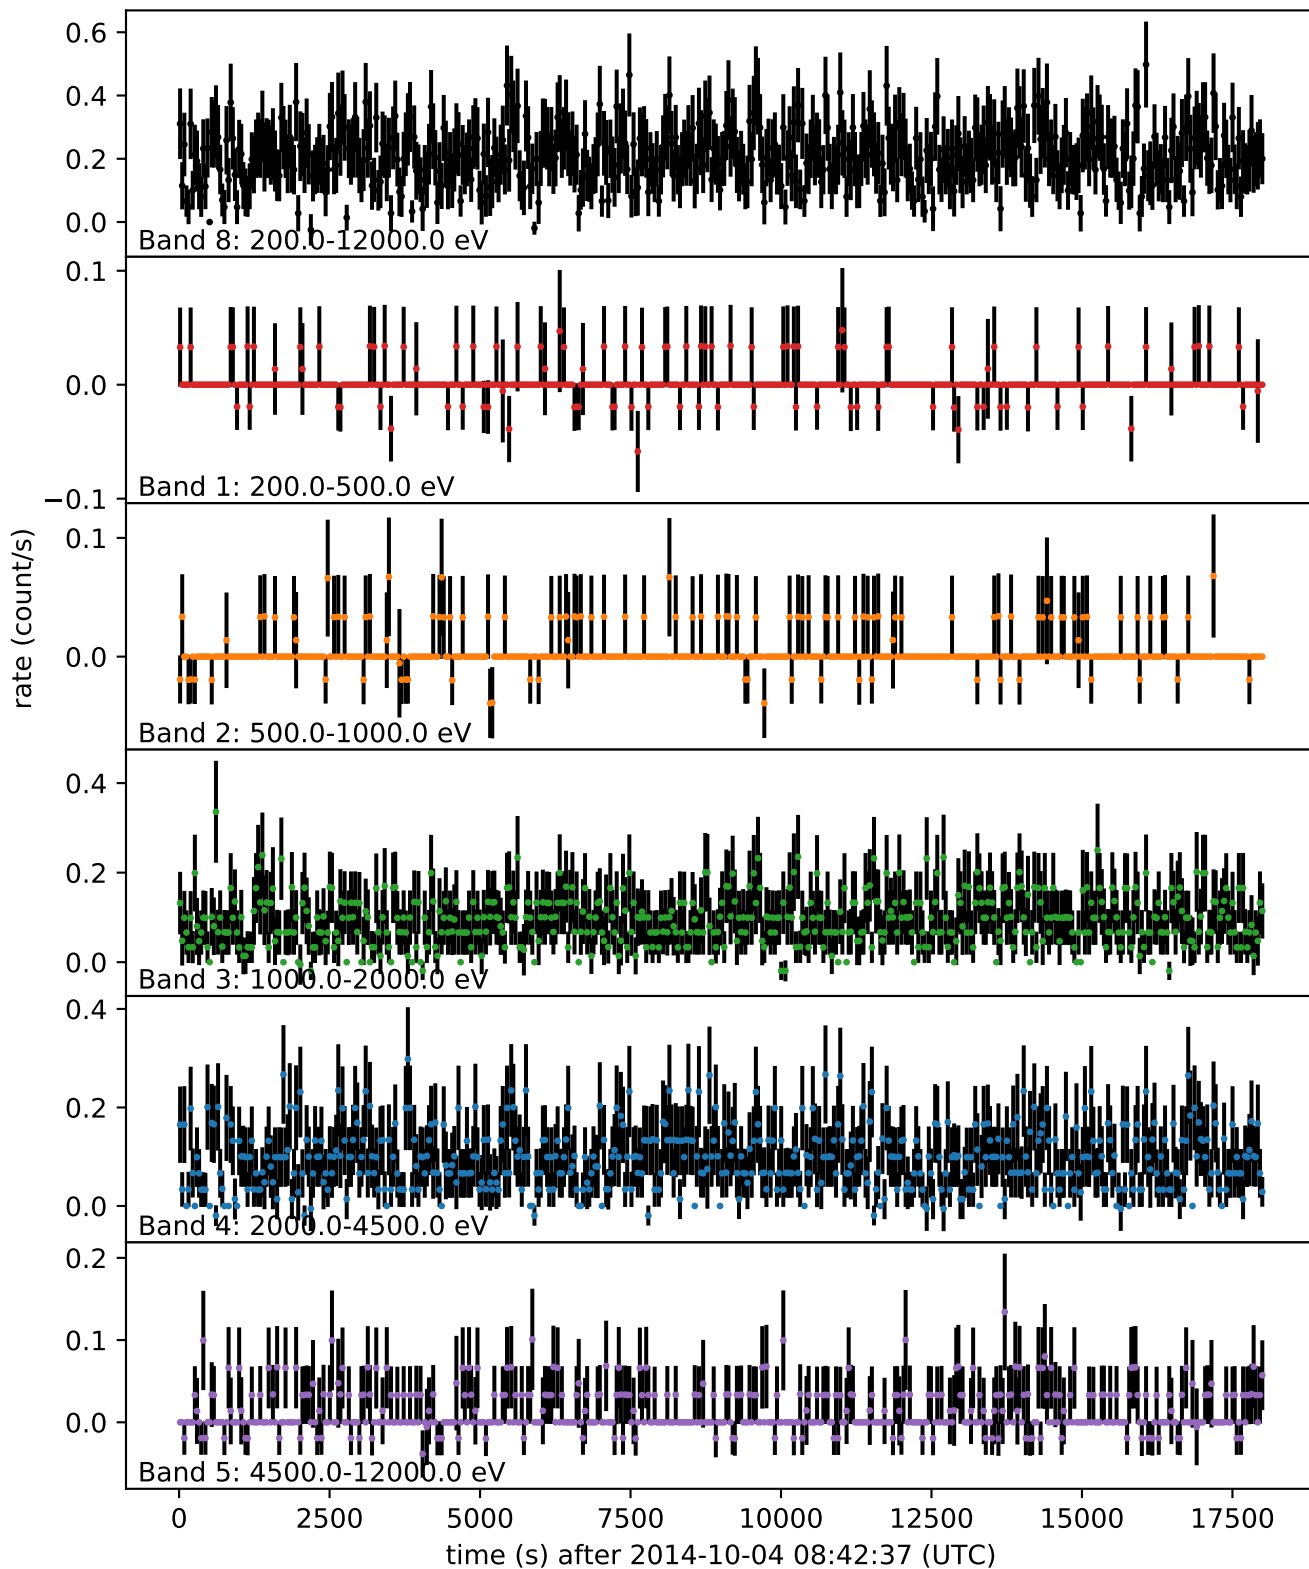 0.6
0.4
0.2
0.0
Band 8: 200.0-12000.0 eV
0.1
0.0
−0.1
Band 1: 200.0-500.0 eV
rate (count/s)
0.1
0.0
Band 2: 500.0-1000.0 eV
0.4
0.2
0.0
Band 3: 1000.0-2000.0 eV
0.4
0.2
0.0
Band 4: 2000.0-4500.0 eV
0.2
0.1
0.0
Band 5: 4500.0-12000.0 eV
0 2500 5000 7500 10000 12500 15000 17500
time (s) after 2014-10-04 08:42:37 (UTC)